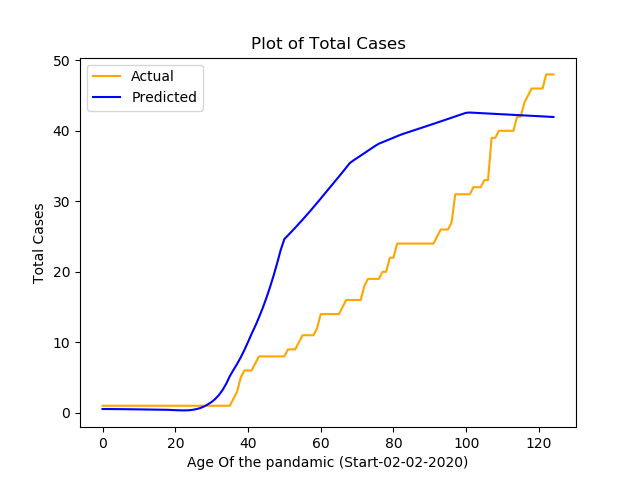 Plot of Total Cases
Actual
Predicted
50
40
30
20
10
0
Total Cases
0 20 40 60 80 100 120
Age Of the pandamic (Start-02-02-2020)